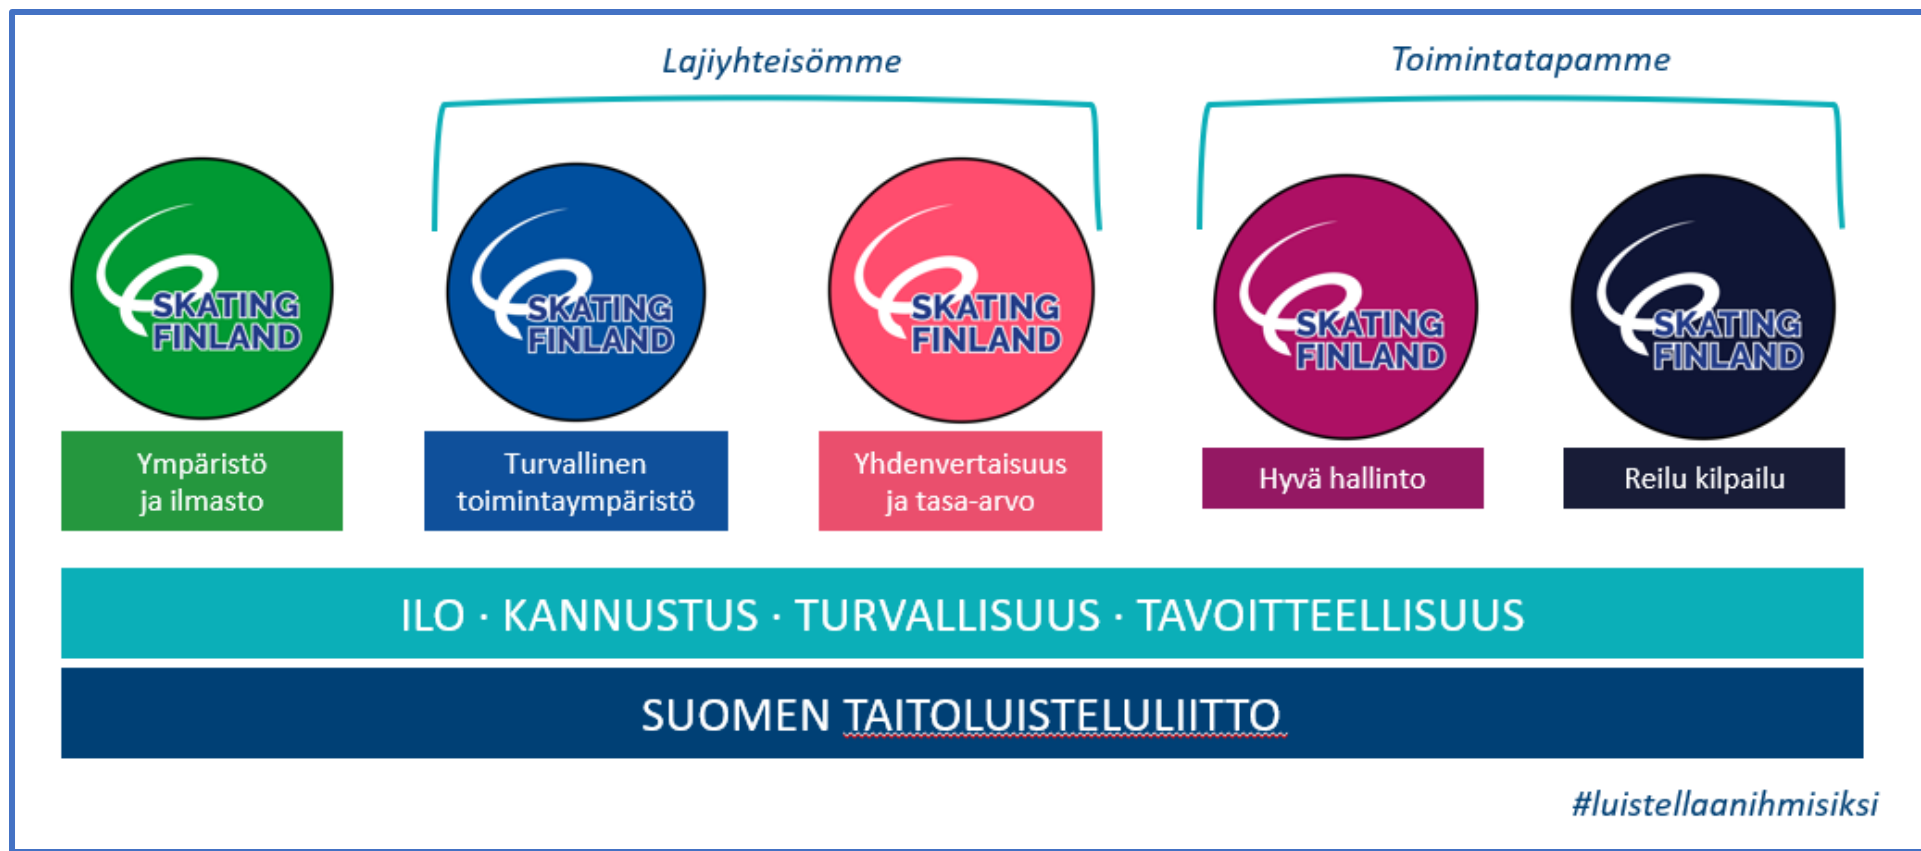 Lajiyhteisömme
Toimintatapamme
SKATING
FINLAND
SKATING
FINLAND
SKATING
FINLAND
SKATING
FINLAND
SKATING
FINLAND
Ympäristö
ja ilmasto
Turvallinen
toimintaympäristö
Yhdenvertaisuus
ja tasa-arvo
Hyvä hallinto
Reilu kilpailu
ILO · KANNUSTUS · TURVALLISUUS · TAVOITTEELLISUUS
SUOMEN TAITOLUISTELULIITTO
#luistellaanihmisiksi